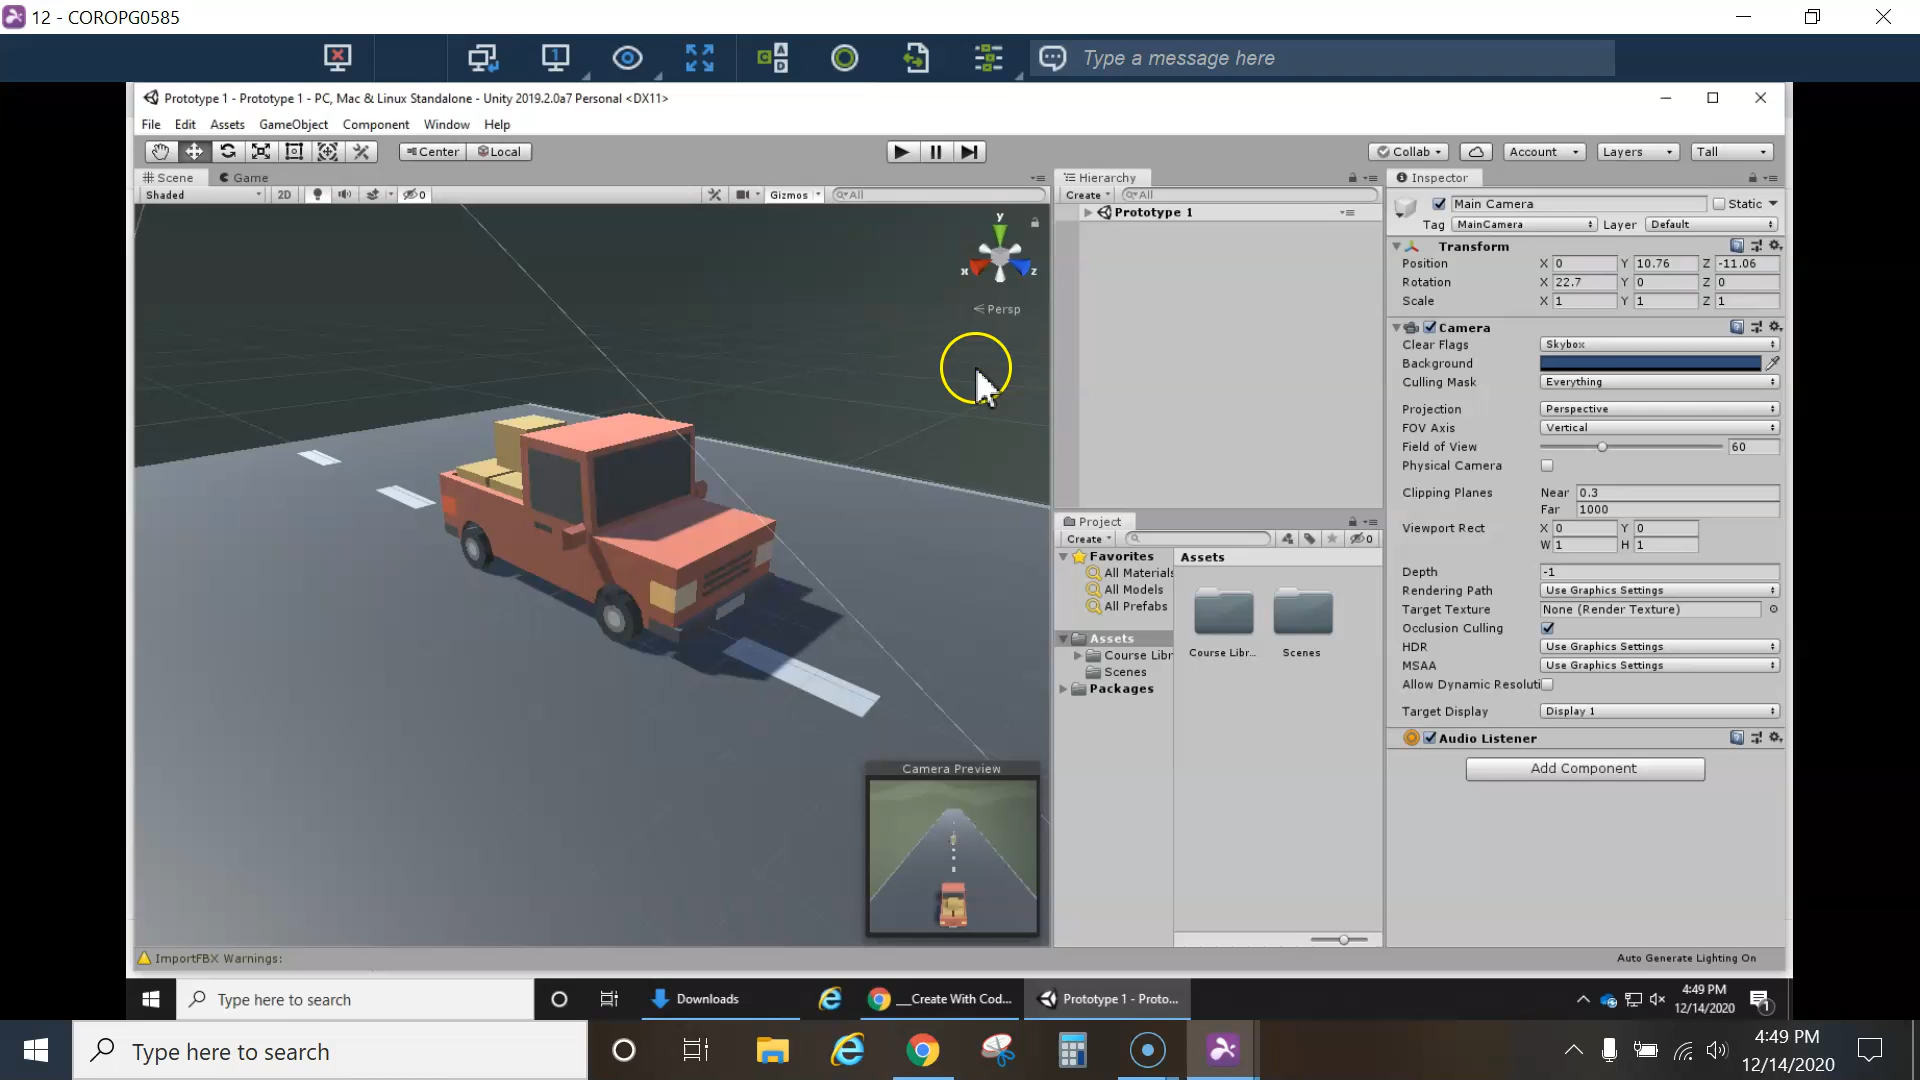 12 - COROPG0585
Type a message here
Prototype 1 - Prototype 1 - PC, Mac & Linux Standalone - Unity 2019.2.0a7 Personal <DX11>
File Edit Assets GameObject Component Window Help
Center Local Collab Account Layers Tall
Scene Game
Shaded 2D 0 Gizmos All
y
x z
Persp
Camera Preview
Hierarchy
Create All
Prototype 1
Project
Create 0
Favorites
All Materials
All Models
All Prefabs
Assets
Course Libr
Scenes
Packages
Assets
Course Libr...
Scenes
Inspector
Main Camera Static
Tag MainCamera Layer Default
Transform
Position X 0 Y 10.76 Z -11.06
Rotation X 22.7 Y 0 Z 0
Scale X 1 Y 1 Z 1
Camera
Clear Flags Skybox
Background
Culling Mask Everything
Projection Perspective
FOV Axis Vertical
Field of View 60
Physical Camera
Clipping Planes Near 0.3
Far 1000
Viewport Rect X 0 Y 0
W 1 H 1
Depth -1
Rendering Path Use Graphics Settings
Target Texture None (Render Texture)
Occlusion Culling
HDR Use Graphics Settings
MSAA Use Graphics Settings
Allow Dynamic Resoluti
Target Display Display 1
Audio Listener
Add Component
ImportFBX Warnings:
Auto Generate Lighting On
Type here to search Downloads __Create With Cod... Prototype 1 - Proto... 4:49 PM
12/14/2020 1
Type here to search 4:49 PM
12/14/2020